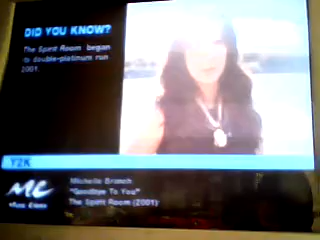 DID YOU KNOW?
The Spirit Room began
its double-platinum run
2001.
Y2K
MC
Music Choice
Michelle Branch
"Goodbye To You"
The Spirit Room (2001)